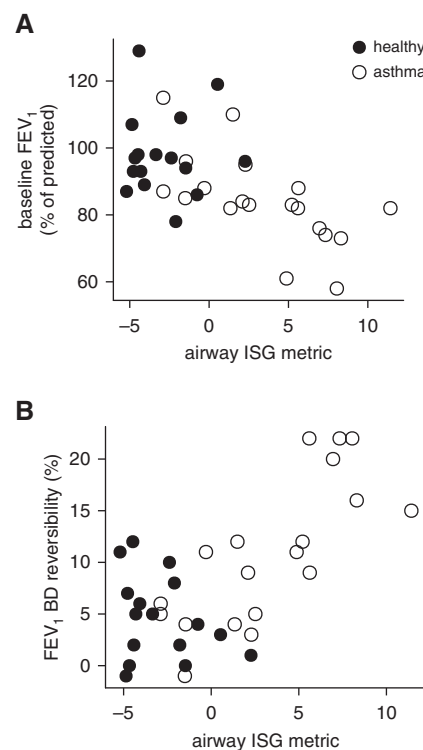 A
healthy
asthma
baseline FEV1
(% of predicted)
120
100
80
60
–5 0 5 10
airway ISG metric
B
FEV1 BD reversibility (%)
20
15
10
5
0
–5 0 5 10
airway ISG metric